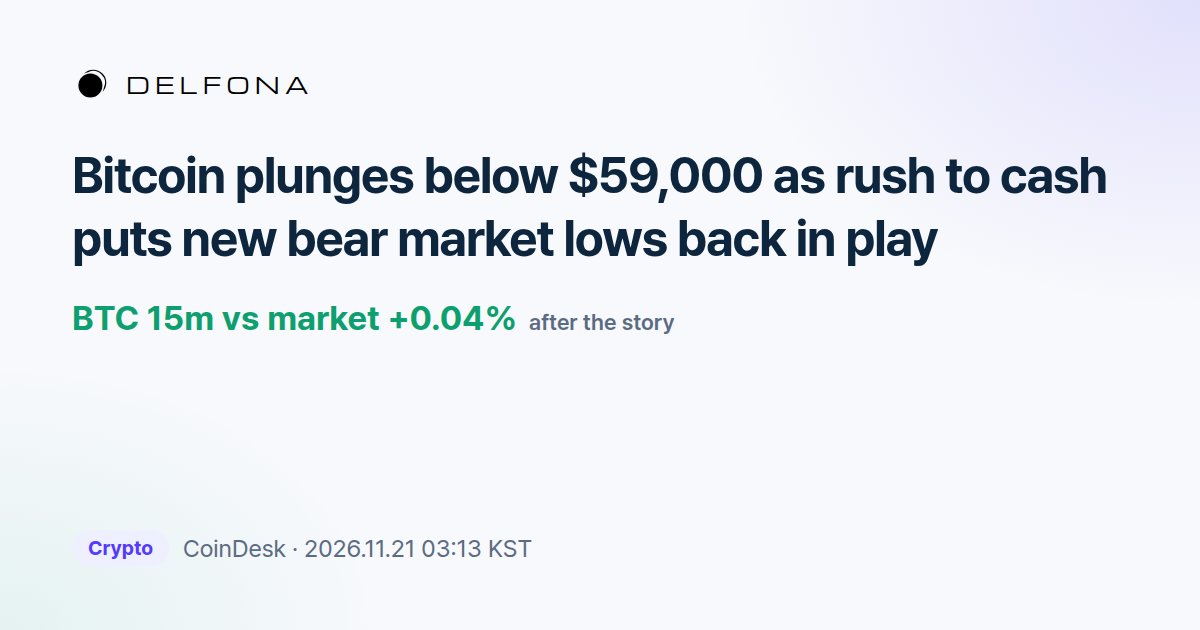 DELFONA
Bitcoin plunges below $59,000 as rush to cash
puts new bear market lows back in play
BTC 15m vs market +0.04% after the story
Crypto CoinDesk · 2026.11.21 03:13 KST